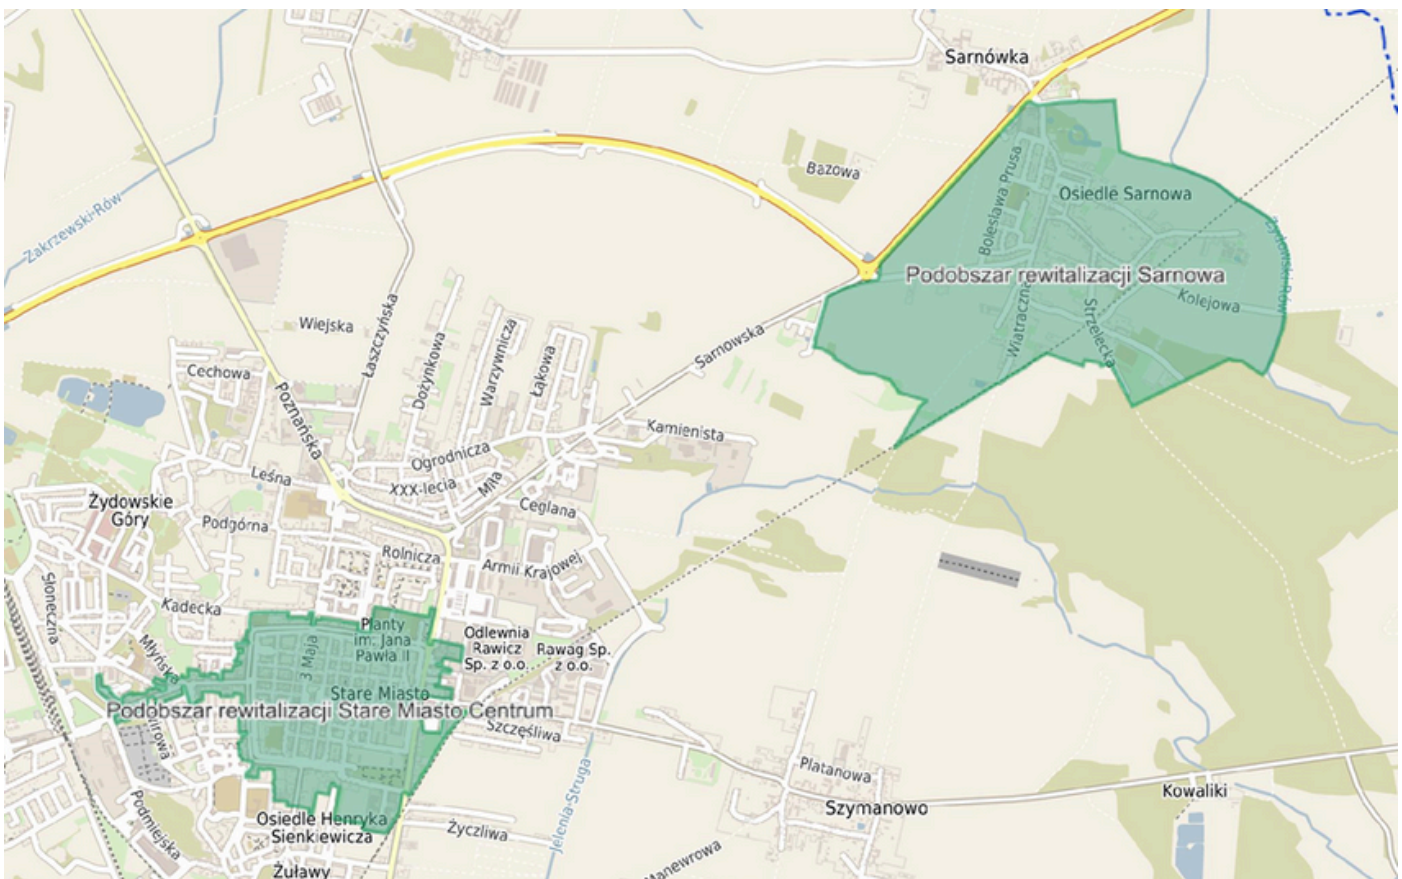 Sarnówka
Bazowa
Zakrzewski-Rów
Bolesława Prusa
Osiedle Sarnowa
Żydowski-Rów
Podobszar rewitalizacji Sarnowa
Kolejowa
Wiatraczna
Strzelecka
Wiejska
Łaszczyńska
Dożynkowa
Warzywnicza
Łąkowa
Sarnowska
Cechowa
Poznańska
Kamienista
Ogrodnicza
Leśna
XXX-lecia
Miła
Żydowskie
Góry
Podgórna
Ceglana
Rolnicza
Armii Krajowej
Słoneczna
Kadecka
Młyńska
3 Maja
Planty
im. Jana
Pawła II
Odlewnia
Rawicz
Sp. z o.o.
Rawag Sp.
z o.o.
Stare Miasto
Podobszar rewitalizacji Stare Miasto Centrum
Szczęśliwa
Jelenia-Struga
Platanowa
Szymanowo
Kowaliki
Podmiejska
Osiedle Henryka
Sienkiewicza
Życzliwa
Żuławy
Manewrowa